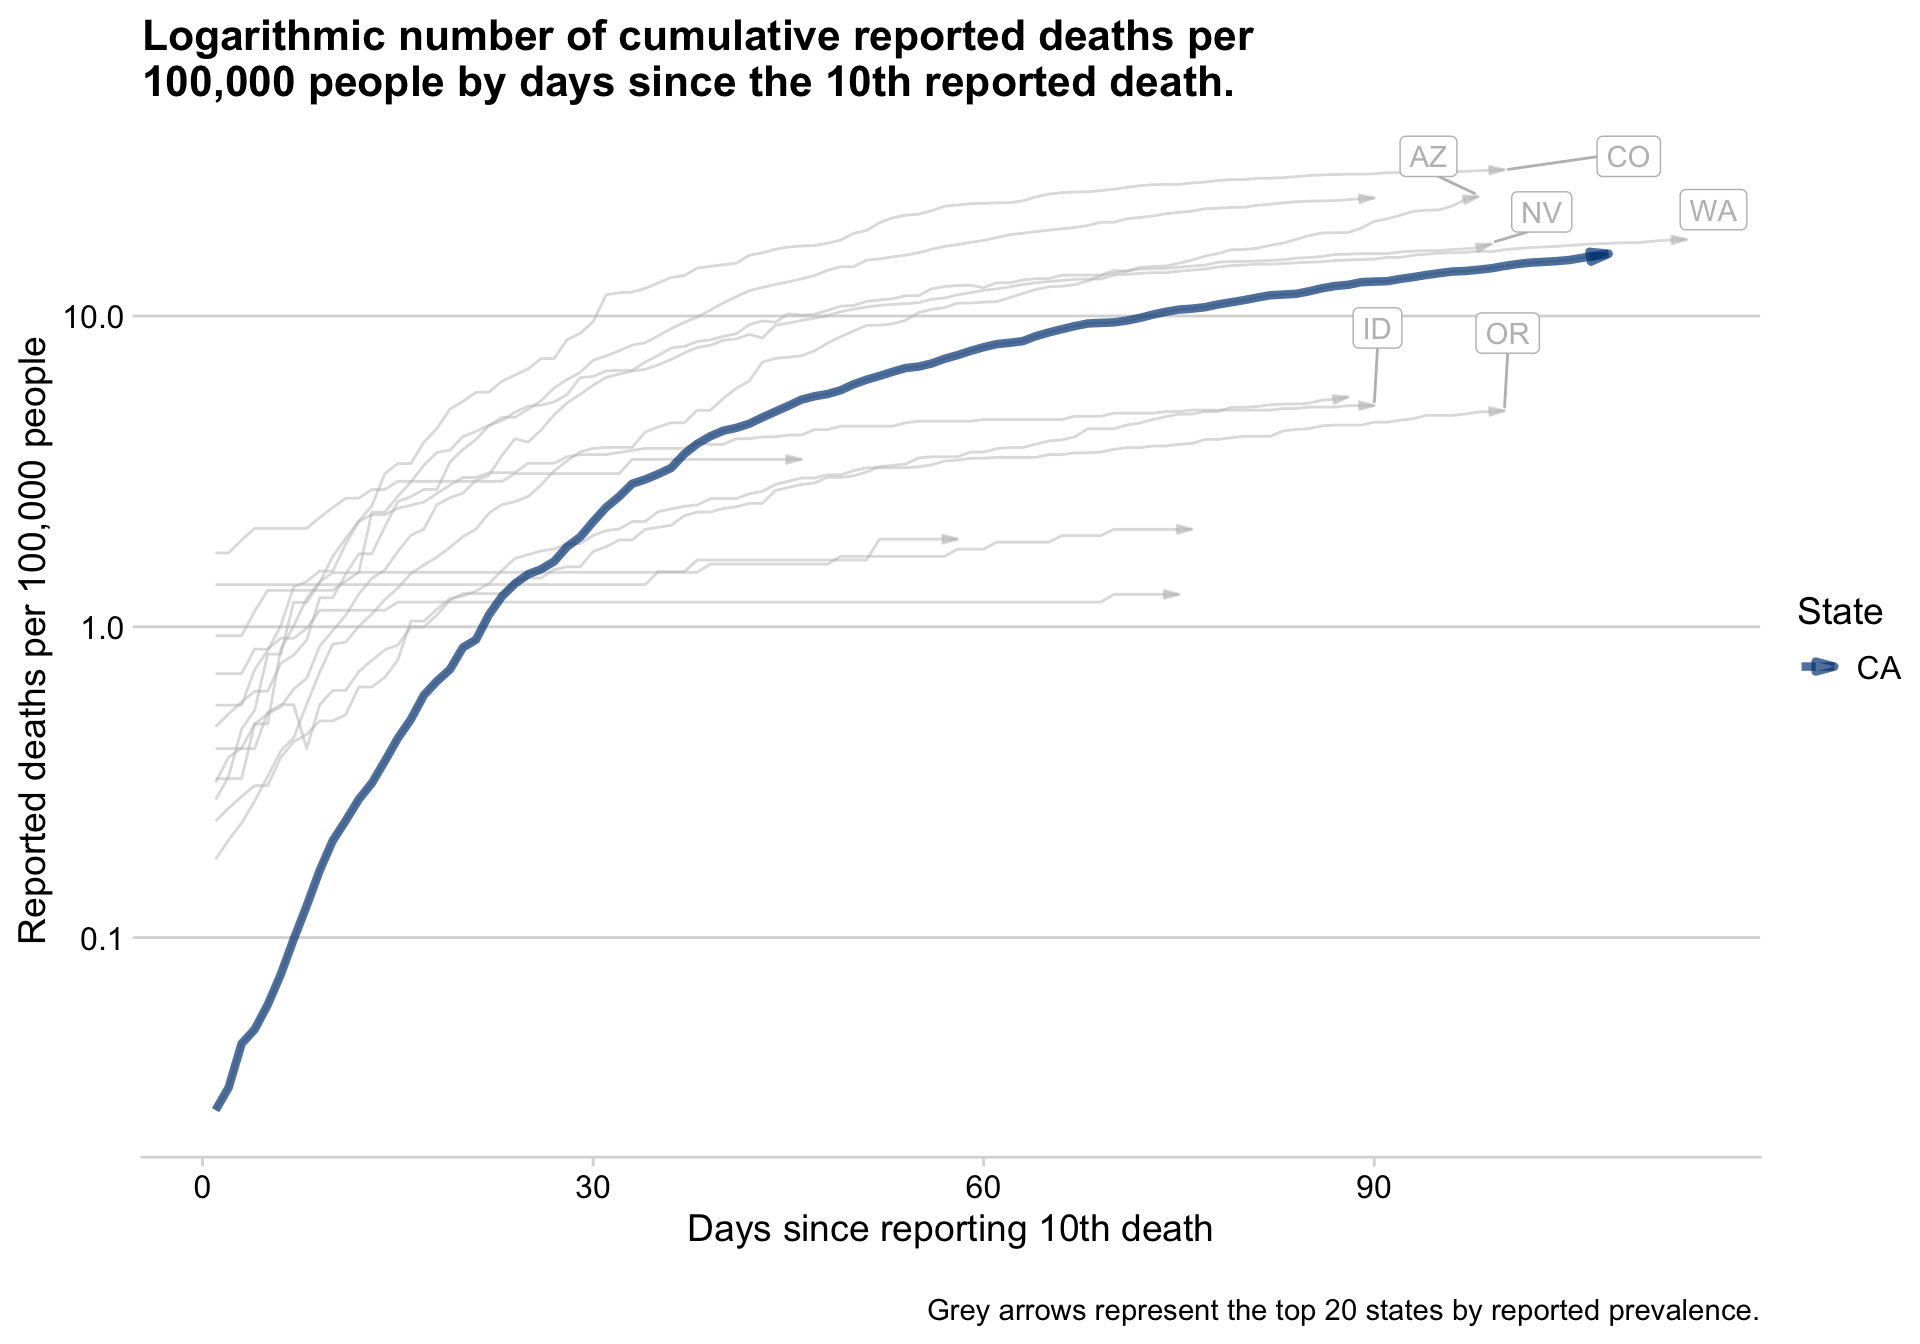 Logarithmic number of cumulative reported deaths per
100,000 people by days since the 10th reported death.
AZ
CO
NV
WA
ID
OR
10.0
1.0
0.1
Reported deaths per 100,000 people
0
30
60
90
Days since reporting 10th death
State
CA
Grey arrows represent the top 20 states by reported prevalence.